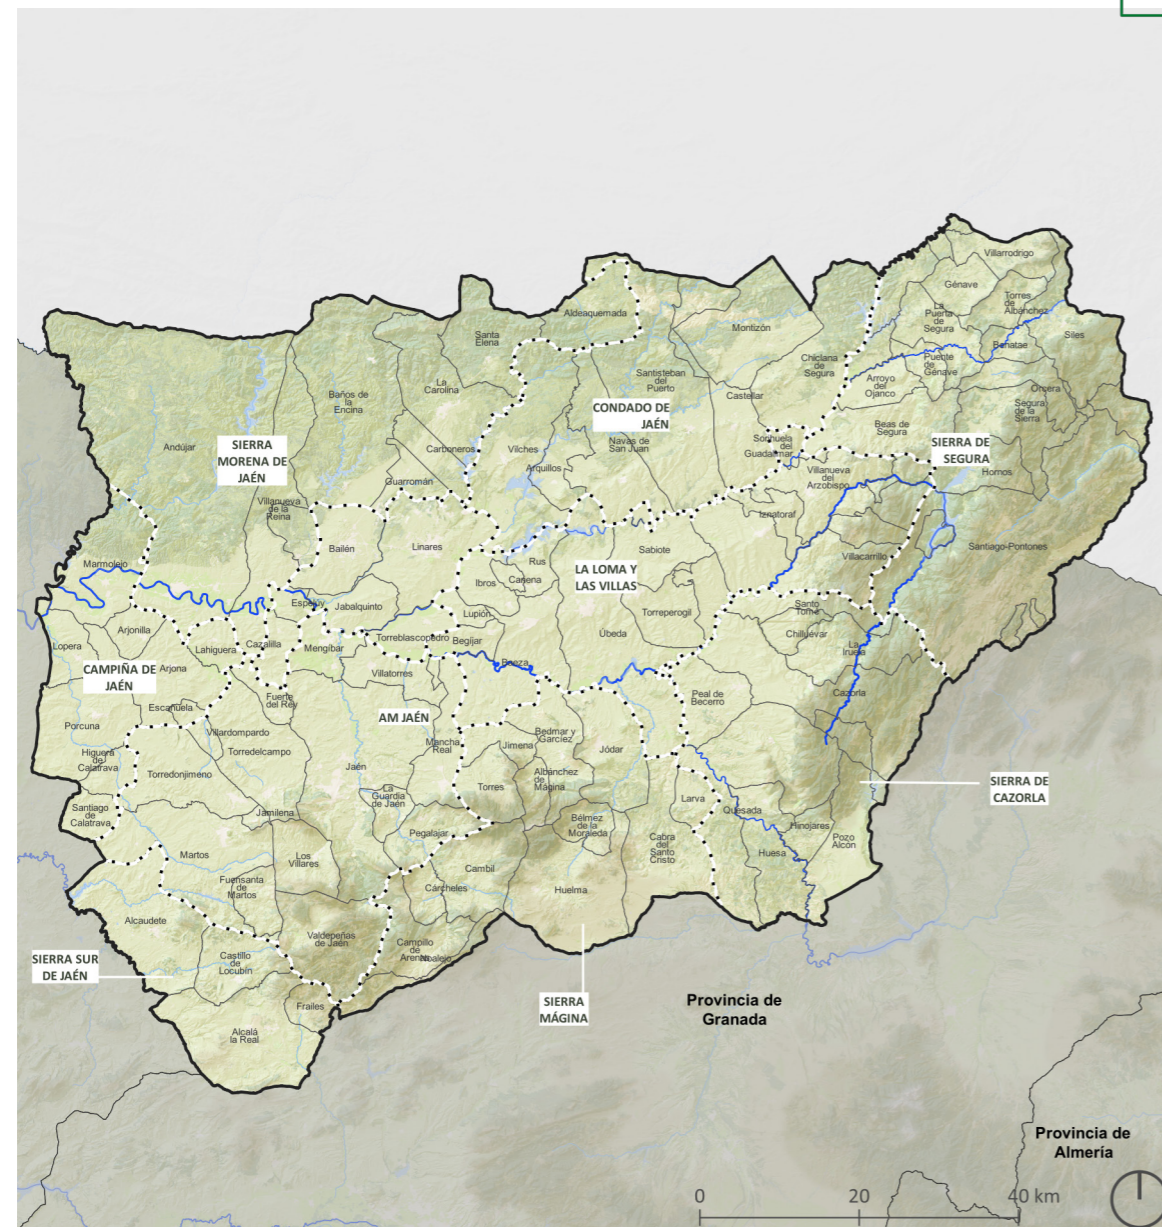 Villarrodrigo
Génave
Torres
de
Albánchez
La
Puerta
de
Segura
Aldeaquemada
Montizón
Santa
Elena
Siles
Benatae
Chiclana
de
Segura
Puente
de
Génave
Santisteban
del
Puerto
Arroyo
del
Ojanco
La
Carolina
Baños de
la
Encina
Orcera
Castellar
Segura
de la
Sierra
CONDADO DE
JAÉN
Beas de
Segura
Andújar
SIERRA
MORENA DE
JAÉN
Navas de
San Juan
Sorihuela
del
Guadalimar
SIERRA DE
SEGURA
Carboneros
Vilches
Arquillos
Villanueva
del
Arzobispo
Hornos
Guarromán
Villanueva
de la
Reina
Iznatoraf
Bailén
Linares
Sabiote
Santiago-Pontones
Villacarrillo
Marmolejo
Rus
LA LOMA Y
LAS VILLAS
Ibros
Canena
Espelúy
Jabalquinto
Lupión
Torreperogil
Santo
Tomé
Arjonilla
Lopera
Lahiguera
Cazalilla
Mengíbar
Torreblascopedro
Begíjar
Úbeda
Chilluévar
La
Iruela
CAMPIÑA DE
JAÉN
Arjona
Villatorres
Baeza
Cazorla
Peal de
Becerro
Fuerte
del Rey
Escañuela
AM JAÉN
Porcuna
Villardompardo
Torredelcampo
Mancha
Real
Jimena
Bedmar y
Garcíez
Jódar
Higuera
de
Calatrava
Torredonjimeno
Jaén
Torres
Albánchez
de
Mágina
SIERRA DE
CAZORLA
La
Guardia
de Jaén
Larva
Santiago
de
Calatrava
Jamilena
Quesada
Pegalajar
Bélmez
de la
Moraleda
Hinojares
Pozo
Alcón
Cabra
del
Santo
Cristo
Martos
Los
Villares
Huesa
Cambil
Fuensanta
de
Martos
Cárcheles
Huelma
Alcaudete
Valdepeñas
de Jaén
Campillo
de
Arenas
Noalejo
SIERRA SUR
DE JAÉN
Castillo
de
Locubín
SIERRA
MÁGINA
Provincia de
Granada
Frailes
Alcalá
la Real
Provincia de
Almería
0 20 40 km